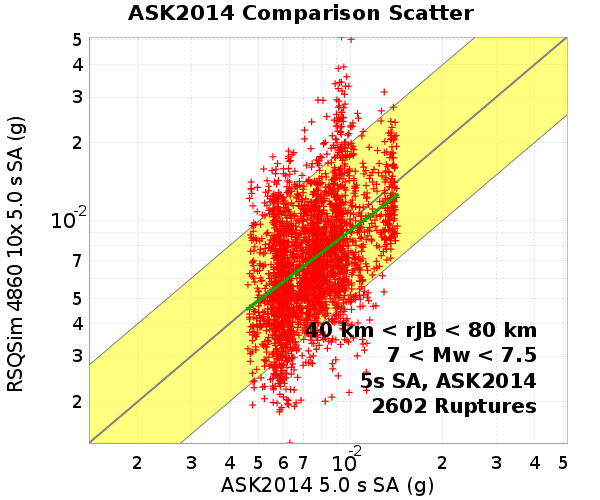 ASK2014 Comparison Scatter
RSQSim 4860 10x 5.0 s SA (g)
5
4
3
2
10-2
7
5
4
3
2
40 km < rJB < 80 km
7 < Mw < 7.5
5s SA, ASK2014
2602 Ruptures
2 3 4 5 6 7 10-2 2 3 4 5
ASK2014 5.0 s SA (g)